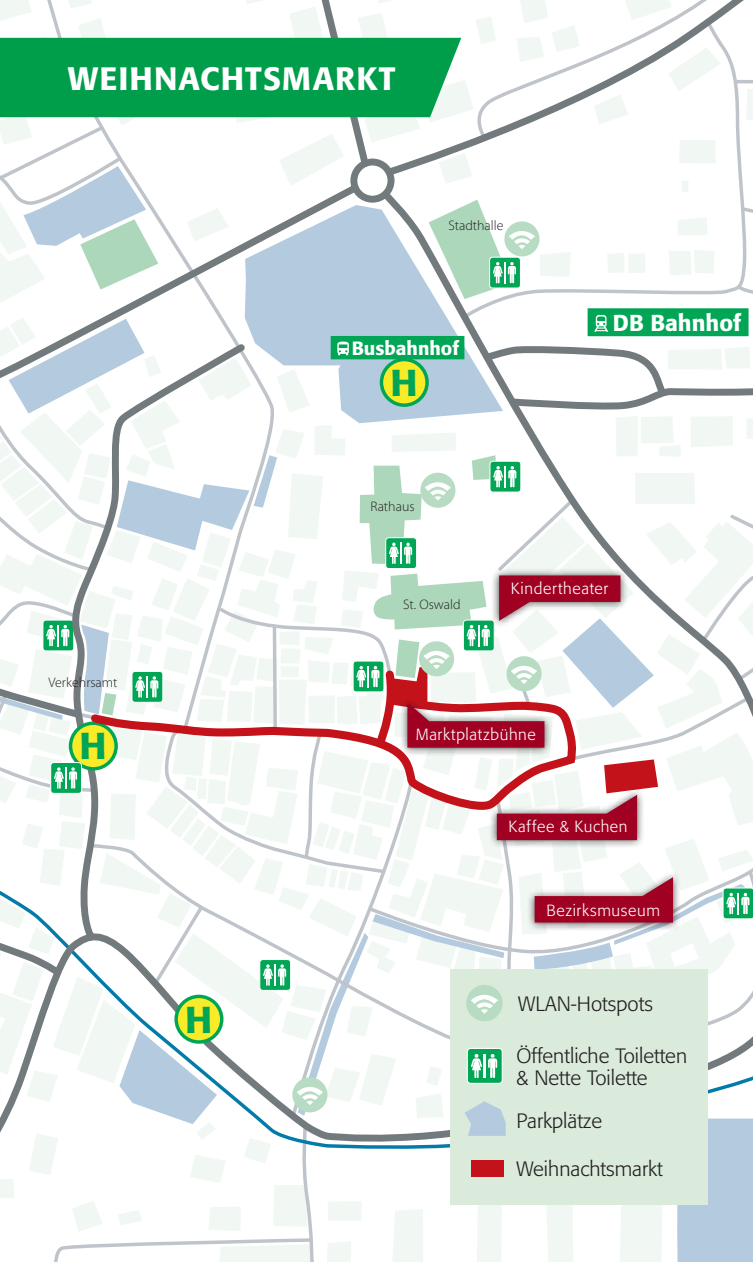 WEIHNACHTSMARKT
Stadthalle
DB Bahnhof
Busbahnhof
H
Rathaus
Kindertheater
St. Oswald
Verkehrsamt
Marktplatzbühne
H
Kaffee & Kuchen
Bezirksmuseum
H
WLAN-Hotspots
Öffentliche Toiletten
& Nette Toilette
Parkplätze
Weihnachtsmarkt